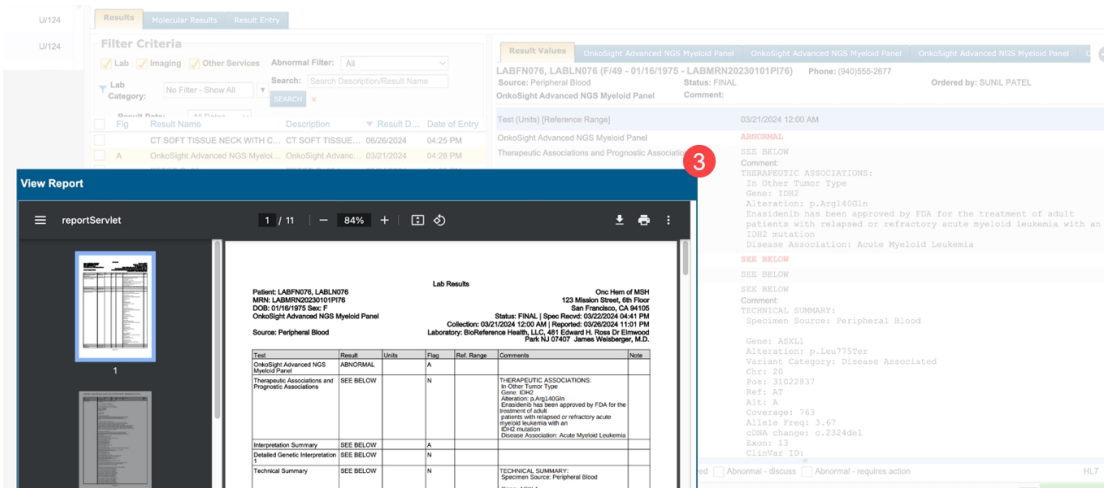 U/124
U/124
Results
Molecular Results
Result Entry
Filter Criteria
Lab
Imaging
Other Services
Abnormal Filter: All
Lab Category:
No Filter - Show All
Search: Search Description/Result Name
SEARCH
Result Date: All Dates
Flg
Result Name
Description
Result D...
Date of Entry
CT SOFT TISSUE NECK WITH C... CT SOFT TISSUE... 06/26/2024 04:25 PM
A OnkoSight Advanced NGS Myeloi... OnkoSight Advanc... 03/21/2024 04:28 PM
Result Values
OnkoSight Advanced NGS Myeloid Panel
OnkoSight Advanced NGS Myeloid Panel
OnkoSight Advanced NGS Myeloid Panel
LABFN076, LABLN076 (F/49 - 01/16/1975 - LABMRN20230101PI76) Phone: (940)555-2677
Source: Peripheral Blood Status: FINAL Ordered by: SUNIL PATEL
OnkoSight Advanced NGS Myeloid Panel Comment:
Test (Units) [Reference Range] 03/21/2024 12:00 AM
OnkoSight Advanced NGS Myeloid Panel ABNORMAL
Therapeutic Associations and Prognostic Associations SEE BELOW
3
Comment:
THERAPEUTIC ASSOCIATIONS:
In Other Tumor Type
Gene: IDH2
Alteration: p.Arg140Gln
Enasidenib has been approved by FDA for the treatment of adult
patients with relapsed or refractory acute myeloid leukemia with an
IDH2 mutation
Disease Association: Acute Myeloid Leukemia
SEE BELOW
SEE BELOW
SEE BELOW
Comment:
TECHNICAL SUMMARY:
Specimen Source: Peripheral Blood
Gene: ASXL1
Alteration: p.Leu775Ter
Variant Category: Disease Associated
Chr: 20
Pos: 31022837
Ref: AT
Alt: A
Coverage: 763
Allele Freq: 3.67
cDNA change: c.2324del
Exon: 13
ClinVar ID:
Abnormal - discuss
Abnormal - requires action
HL7
View Report
reportServlet
1 / 11
84%
1
Lab Results
Patient: LABFN076, LABLN076
MRN: LABMRN20230101PI76
DOB: 01/16/1975 Sex: F
OnkoSight Advanced NGS Myeloid Panel
Source: Peripheral Blood
Onc Hem of MSH
123 Mission Street, 6th Floor
San Francisco, CA 94105
Status: FINAL | Spec Recvd: 03/22/2024 04:41 PM
Collection: 03/21/2024 12:00 AM | Reported: 03/26/2024 11:01 PM
Laboratory: BioReference Health, LLC, 481 Edward H. Ross Dr Elmwood
Park NJ 07407 James Weisberger, M.D.
Test Result Units Flag Ref. Range Comments Note
OnkoSight Advanced NGS ABNORMAL A
Myeloid Panel
Therapeutic Associations and SEE BELOW N THERAPEUTIC ASSOCIATIONS:
Prognostic Associations In Other Tumor Type
Gene: IDH2
Alteration: p.Arg140Gln
Enasidenib has been approved by FDA for the
treatment of adult
patients with relapsed or refractory acute
myeloid leukemia with an
IDH2 mutation
Disease Association: Acute Myeloid Leukemia
Interpretation Summary SEE BELOW A
Detailed Genetic Interpretation SEE BELOW N
1
Technical Summary SEE BELOW N TECHNICAL SUMMARY:
Specimen Source: Peripheral Blood